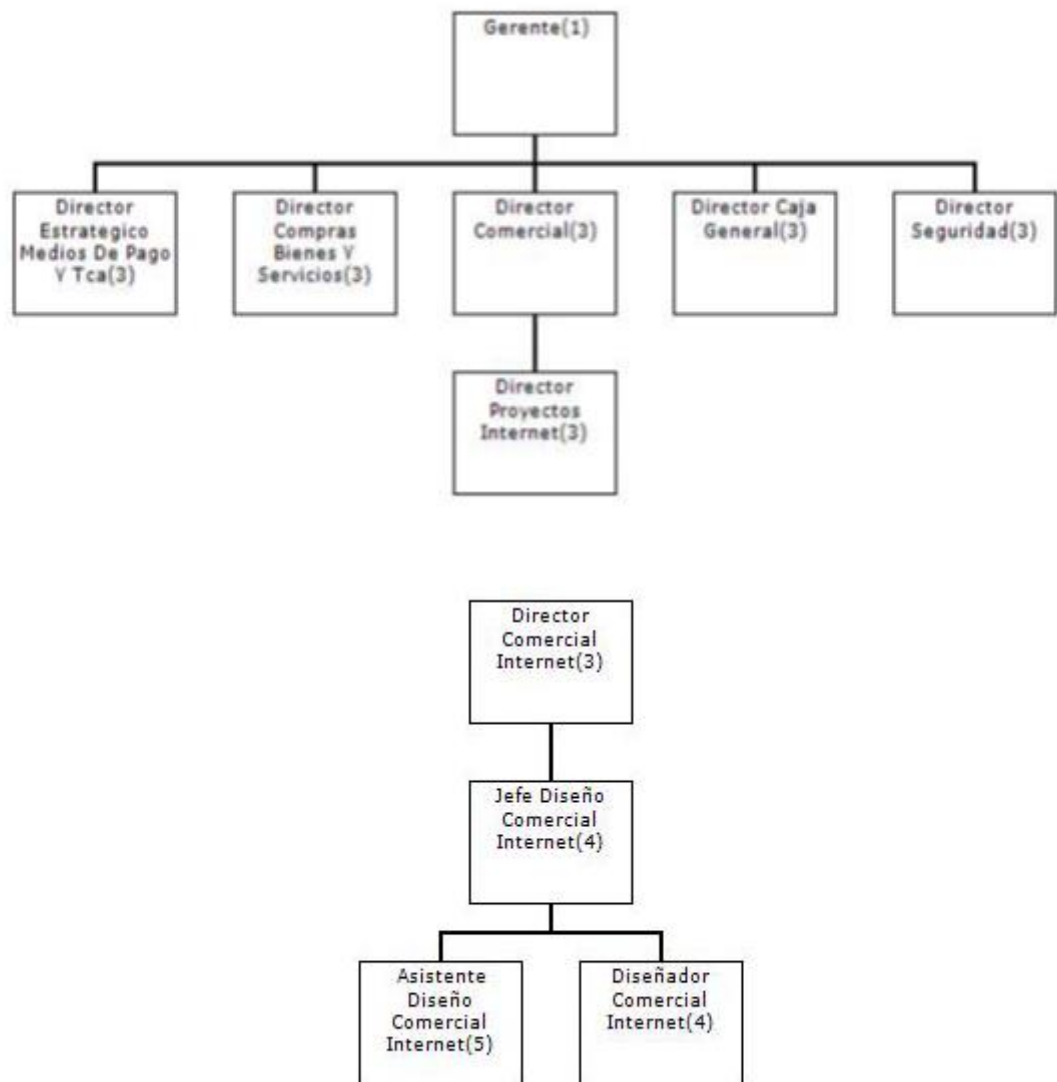 Gerente(1)
Director
Estrategico
Medios De Pago
Y Tca(3)
Director
Compras
Bienes Y
Servicios(3)
Director
Comercial(3)
Director Caja
General(3)
Director
Seguridad(3)
Director
Proyectos
Internet(3)
Director
Comercial
Internet(3)
Jefe Diseño
Comercial
Internet(4)
Asistente
Diseño
Comercial
Internet(5)
Diseñador
Comercial
Internet(4)